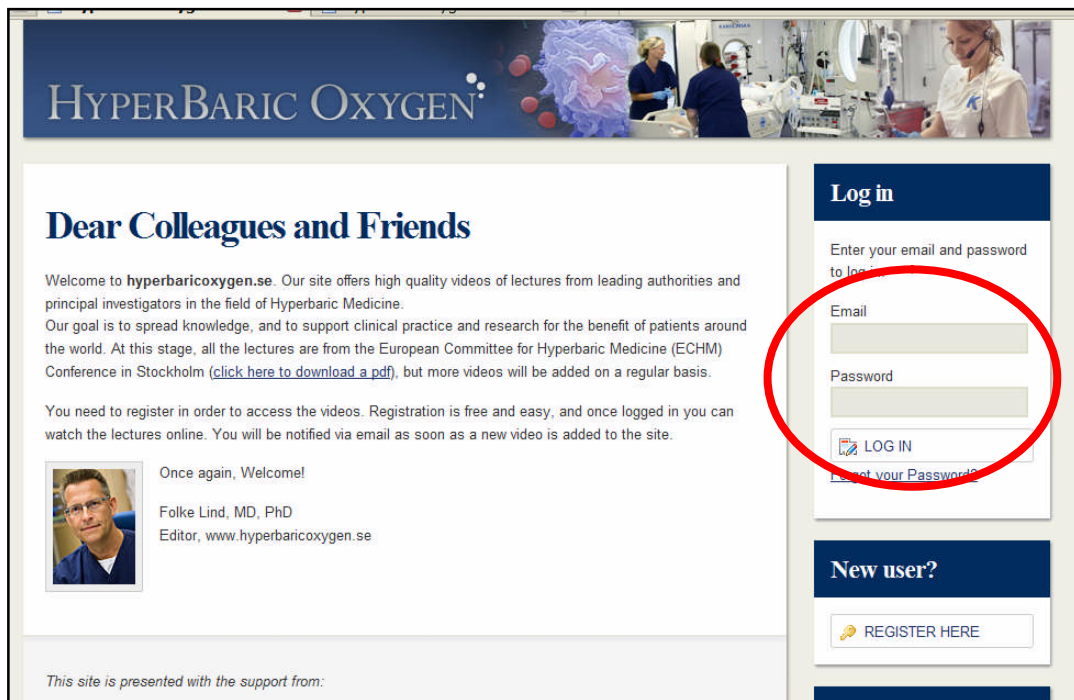 HYPERBARIC OXYGEN
Dear Colleagues and Friends
Welcome to hyperbaricoxygen.se. Our site offers high quality videos of lectures from leading authorities and
principal investigators in the field of Hyperbaric Medicine.
Our goal is to spread knowledge, and to support clinical practice and research for the benefit of patients around
the world. At this stage, all the lectures are from the European Committee for Hyperbaric Medicine (ECHM)
Conference in Stockholm (click here to download a pdf), but more videos will be added on a regular basis.
You need to register in order to access the videos. Registration is free and easy, and once logged in you can
watch the lectures online. You will be notified via email as soon as a new video is added to the site.
Once again, Welcome!
Folke Lind, MD, PhD
Editor, www.hyperbaricoxygen.se
This site is presented with the support from:
Log in
Enter your email and password
to log in
Email
Password
LOG IN
Forgot your Password?
New user?
REGISTER HERE